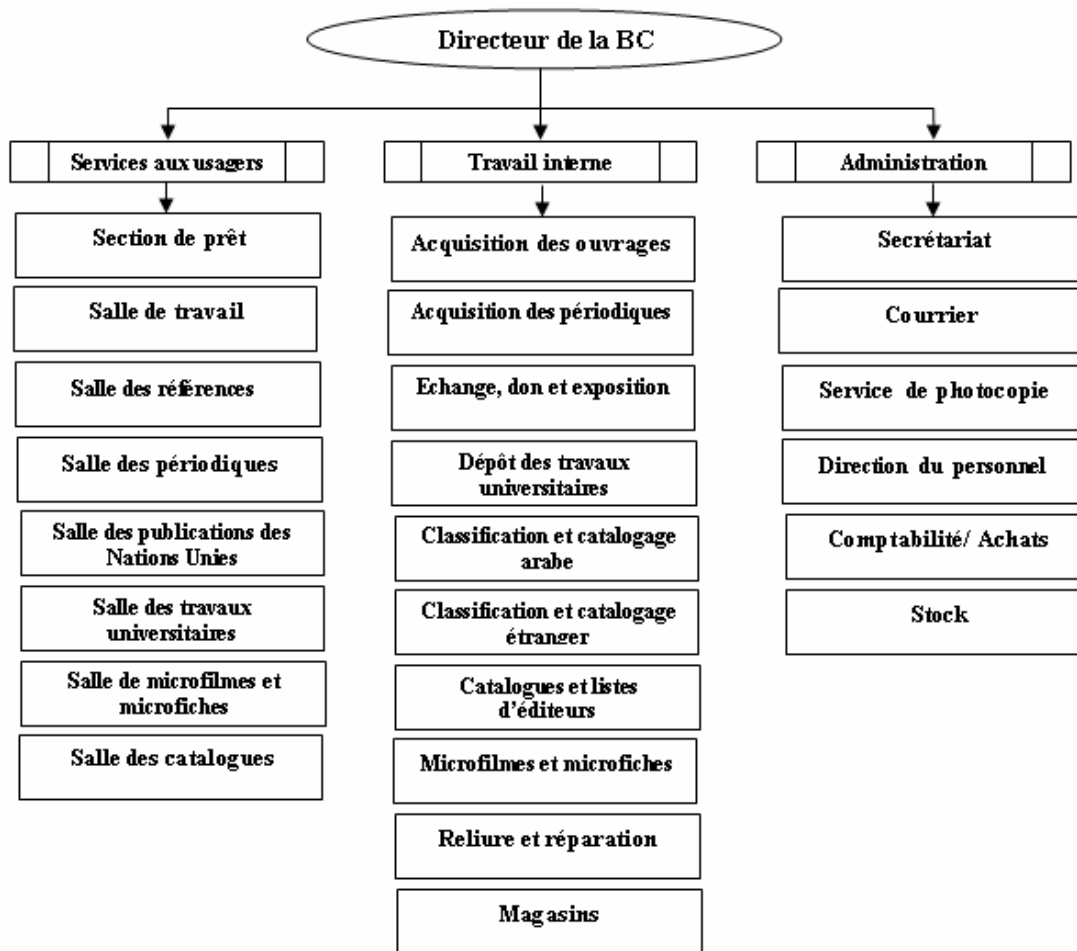 Directeur de la BC
Services aux usagers
Travail interne
Administration
Section de prêt
Salle de travail
Salle des références
Salle des périodiques
Salle des publications des
Nations Unies
Salle des travaux
universitaires
Salle de microfilmes et
microfiches
Salle des catalogues
Acquisition des ouvrages
Acquisition des périodiques
Echange, don et exposition
Dépôt des travaux
universitaires
Classification et catalogage
arabe
Classification et catalogage
étranger
Catalogues et listes
d'éditeurs
Microfilmes et microfiches
Reliure et réparation
Magasins
Secrétariat
Courrier
Service de photocopie
Direction du personnel
Comptabilité/ Achats
Stock